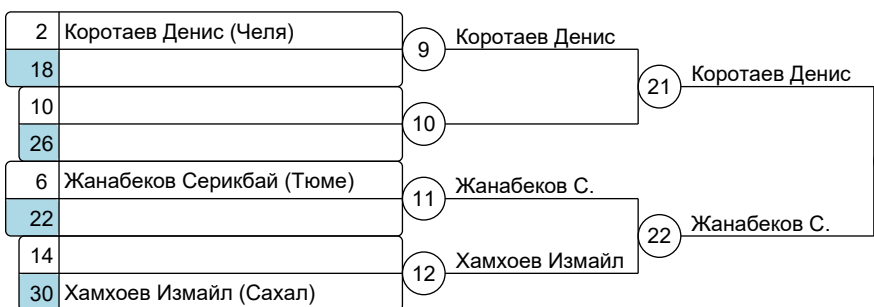 2 Коротаев Денис (Челя)
9 Коротаев Денис
18
21 Коротаев Денис
10
10
26
6 Жанабеков Серикбай (Тюме)
11 Жанабеков С.
22
22 Жанабеков С.
14
12 Хамхоев Измаил
30 Хамхоев Измайл (Сахал)